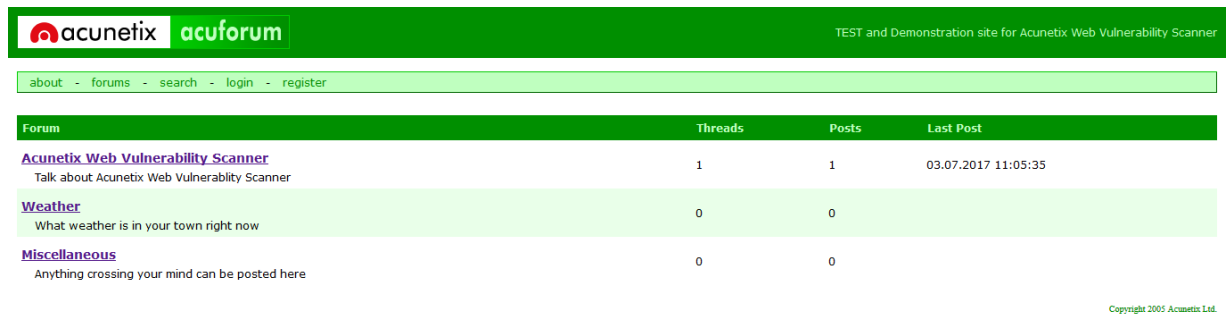 acunetix acuforum
TEST and Demonstration site for Acunetix Web Vulnerability Scanner
about - forums - search - login - register
Forum Threads Posts Last Post
Acunetix Web Vulnerability Scanner
Talk about Acunetix Web Vulnerablity Scanner
1 1 03.07.2017 11:05:35
Weather
What weather is in your town right now
0 0
Miscellaneous
Anything crossing your mind can be posted here
0 0
Copyright 2005 Acunetix Ltd.